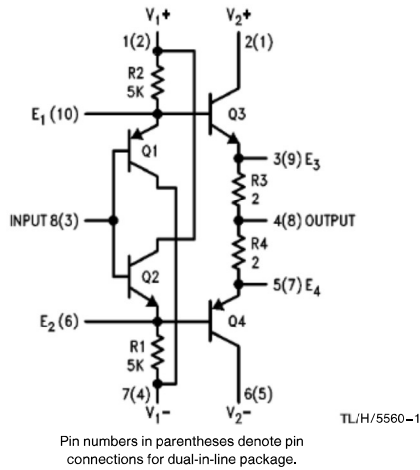 V1+ V2+
1(2) 2(1)
R2
5K
E1 (10)
Q3
Q1
3(9) E3
R3
2
INPUT 8(3)
4(8) OUTPUT
R4
2
Q2
5(7) E4
E2 (6)
Q4
R1
5K
7(4) 6(5)
V1− V2−
TL/H/5560–1
Pin numbers in parentheses denote pin
connections for dual-in-line package.